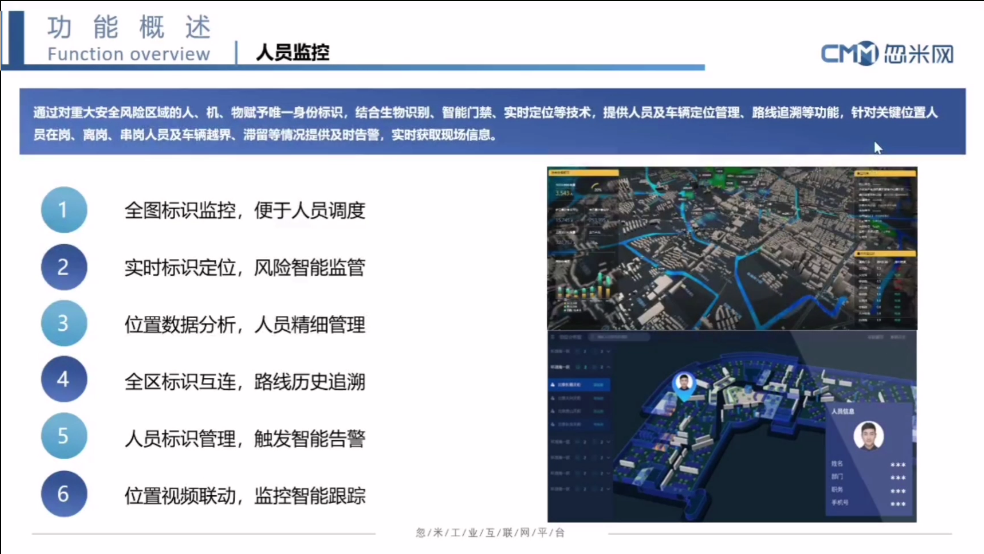 功能概述
Function overview
人员监控
CMM 忽米网
通过对重大安全风险区域的人、机、物赋予唯一身份标识，结合生物识别、智能门禁、实时定位等技术，提供人员及车辆定位管理、路线追溯等功能，针对关键位置人
员在岗、离岗、串岗人员及车辆越界、滞留等情况提供及时告警，实时获取现场信息。
1 全图标识监控，便于人员调度
2 实时标识定位，风险智能监管
3 位置数据分析，人员精细管理
4 全区标识互连，路线历史追溯
5 人员标识管理，触发智能告警
6 位置视频联动，监控智能跟踪
人员信息
姓名 ***
部门 ***
职务 ***
手机号 ***
忽/米/工/业/互/联/网/平/台